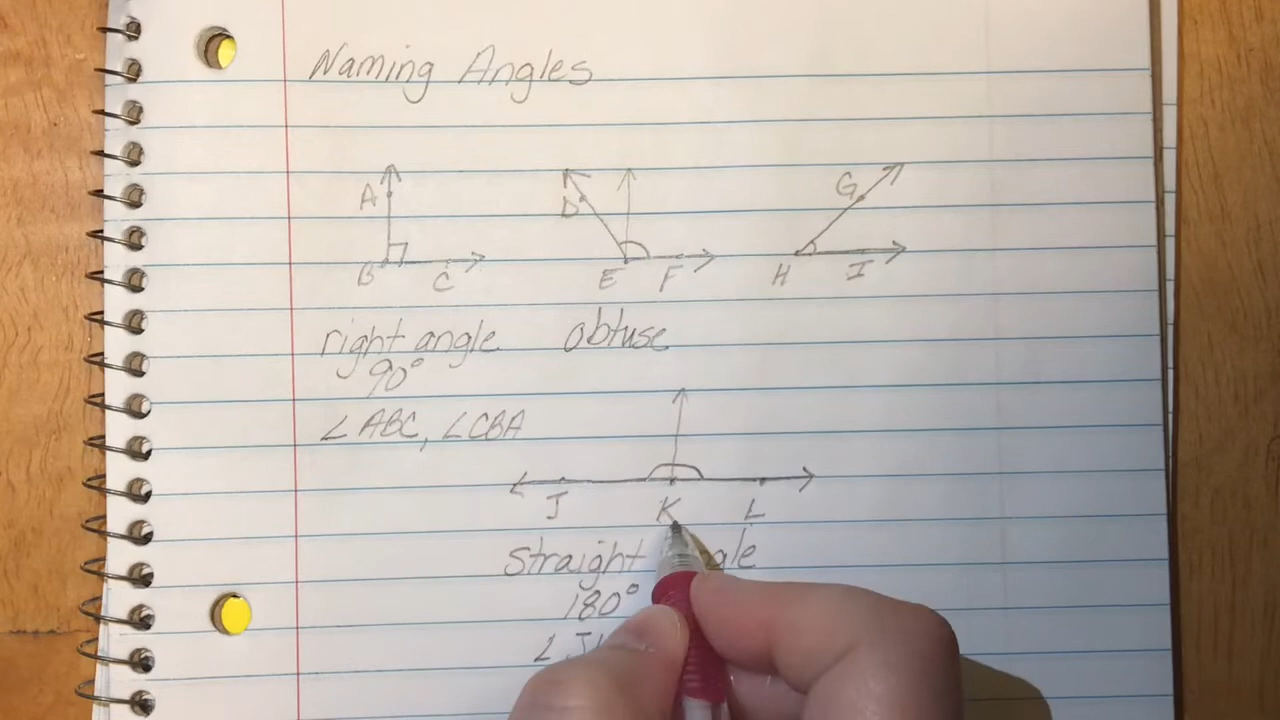 Naming Angles
A D G
B C E F H I
right angle obtuse
90°
∠ABC, ∠CBA
J K L
Straight
180°
∠